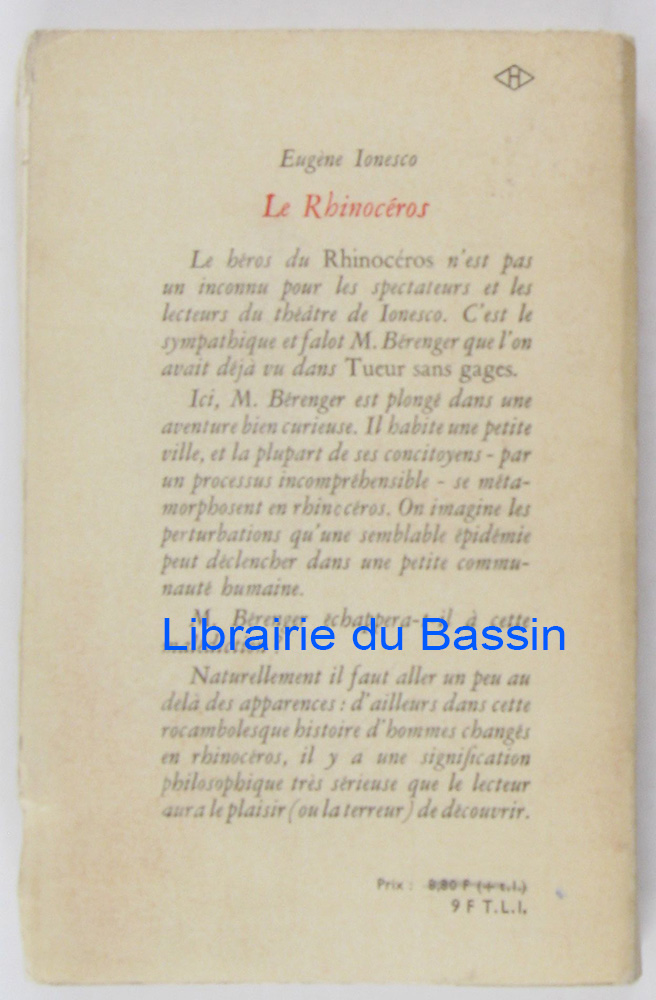 H
Eugène Ionesco
Le Rhinocéros
Le héros du Rhinocéros n'est pas
un inconnu pour les spectateurs et les
lecteurs du théâtre de Ionesco. C'est le
sympathique et falot M. Bérenger que l'on
avait déjà vu dans Tueur sans gages.
Ici, M. Bérenger est plongé dans une
aventure bien curieuse. Il habite une petite
ville, et la plupart de ses concitoyens - par
un processus incompréhensible - se méta-
morphosent en rhinocéros. On imagine les
perturbations qu'une semblable épidémie
peut déclencher dans une petite commu-
nauté humaine.
M. Bérenger échappera-t-il à cette
Librairie du Bassin
Naturellement il faut aller un peu au
delà des apparences : d'ailleurs dans cette
rocambolesque histoire d'hommes changés
en rhinocéros, il y a une signification
philosophique très sérieuse que le lecteur
aura le plaisir (ou la terreur) de découvrir.
Prix : 8,80 F (+ t.l.)
9 F T.L.I.